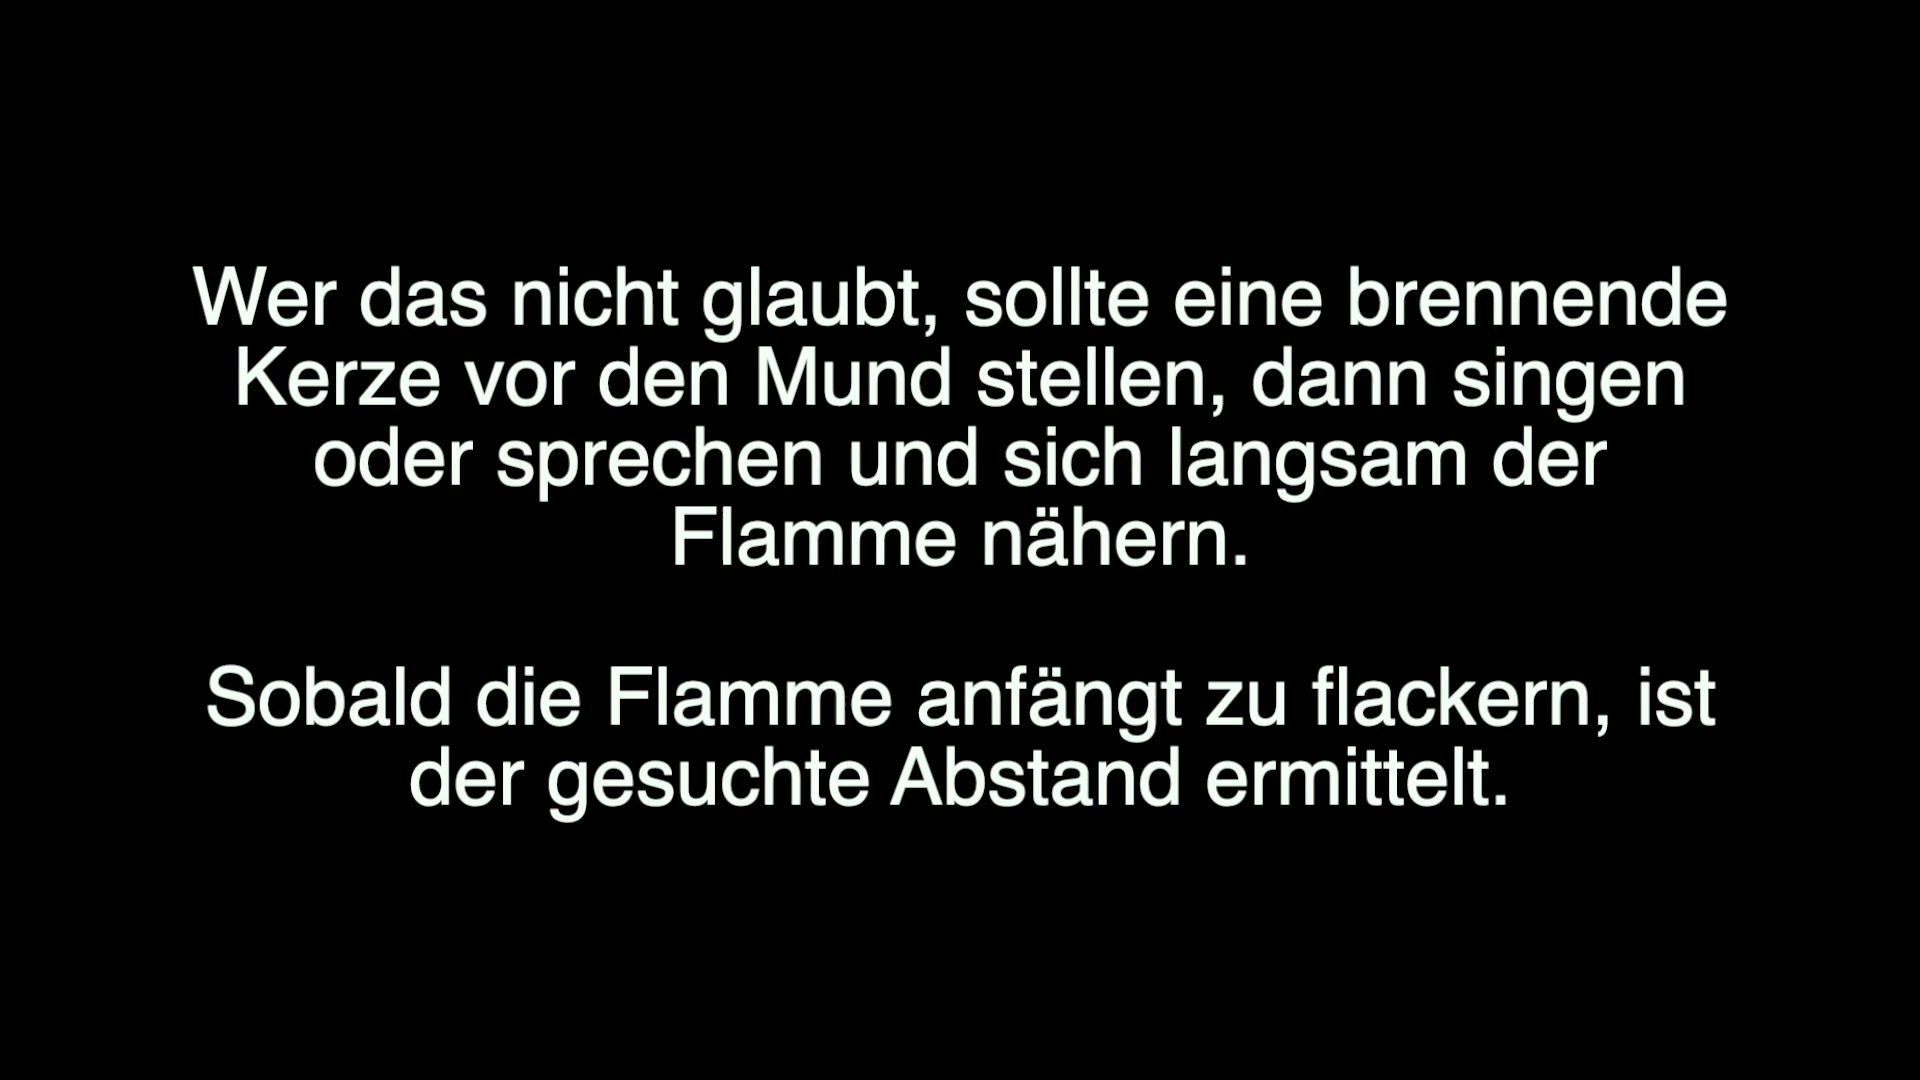 Wer das nicht glaubt, sollte eine brennende
Kerze vor den Mund stellen, dann singen
oder sprechen und sich langsam der
Flamme nähern.
Sobald die Flamme anfängt zu flackern, ist
der gesuchte Abstand ermittelt.